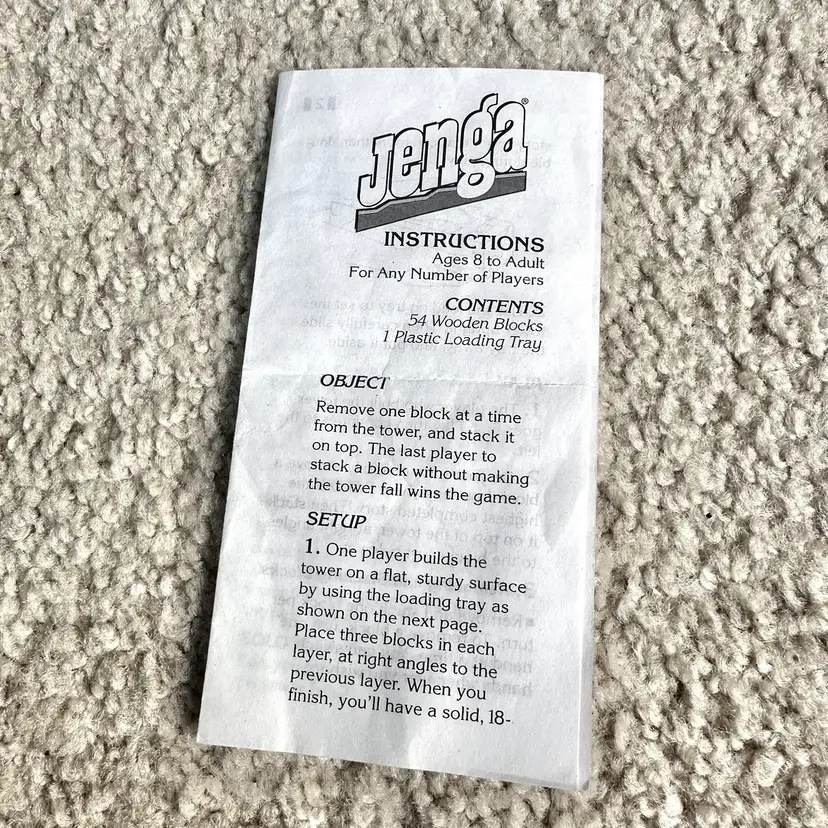 Jenga®
INSTRUCTIONS
Ages 8 to Adult
For Any Number of Players
CONTENTS
54 Wooden Blocks
1 Plastic Loading Tray
OBJECT
Remove one block at a time
from the tower, and stack it
on top. The last player to
stack a block without making
the tower fall wins the game.
SETUP
1. One player builds the
tower on a flat, sturdy surface
by using the loading tray as
shown on the next page.
Place three blocks in each
layer, at right angles to the
previous layer. When you
finish, you'll have a solid, 18-